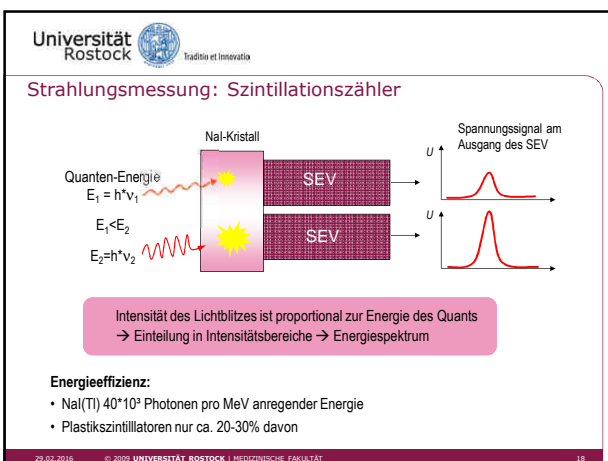 Universität
Rostock
Traditio et Innovatio
Strahlungsmessung: Szintillationszähler
NaI-Kristall
Spannungssignal am
Ausgang des SEV
U
Quanten-Energie
E₁ = h*ν₁
SEV
E₁<E₂
U
E₂=h*ν₂
SEV
Intensität des Lichtblitzes ist proportional zur Energie des Quants
→ Einteilung in Intensitätsbereiche → Energiespektrum
Energieeffizienz:
• NaI(Tl) 40*10³ Photonen pro MeV anregender Energie
• Plastikszintilllatoren nur ca. 20-30% davon
29.02.2016 © 2009 UNIVERSITÄT ROSTOCK | MEDIZINISCHE FAKULTÄT 18